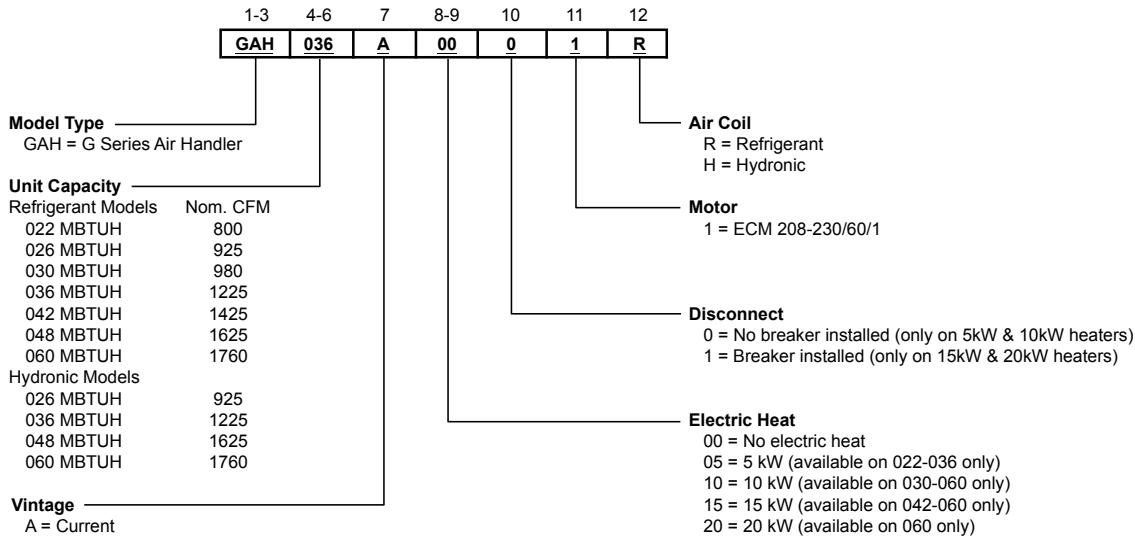 1-3 4-6 7 8-9 10 11 12
GAH 036 A 00 0 1 R
Model Type
GAH = G Series Air Handler
Unit Capacity
Refrigerant Models Nom. CFM
022 MBTUH 800
026 MBTUH 925
030 MBTUH 980
036 MBTUH 1225
042 MBTUH 1425
048 MBTUH 1625
060 MBTUH 1760
Hydronic Models
026 MBTUH 925
036 MBTUH 1225
048 MBTUH 1625
060 MBTUH 1760
Vintage
A = Current
Air Coil
R = Refrigerant
H = Hydronic
Motor
1 = ECM 208-230/60/1
Disconnect
0 = No breaker installed (only on 5kW & 10kW heaters)
1 = Breaker installed (only on 15kW & 20kW heaters)
Electric Heat
00 = No electric heat
05 = 5 kW (available on 022-036 only)
10 = 10 kW (available on 030-060 only)
15 = 15 kW (available on 042-060 only)
20 = 20 kW (available on 060 only)